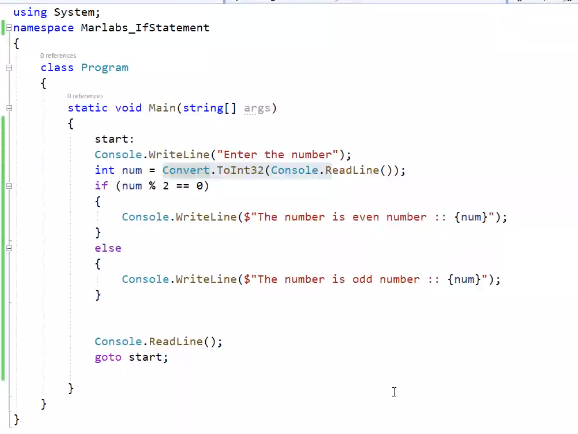 using System;
namespace Marlabs_IfStatement
{
0 references
class Program
{
0 references
static void Main(string[] args)
{
start:
Console.WriteLine("Enter the number");
int num = Convert.ToInt32(Console.ReadLine());
if (num % 2 == 0)
{
Console.WriteLine($"The number is even number :: {num}");
}
else
{
Console.WriteLine($"The number is odd number :: {num}");
}
Console.ReadLine();
goto start;
}
}
}